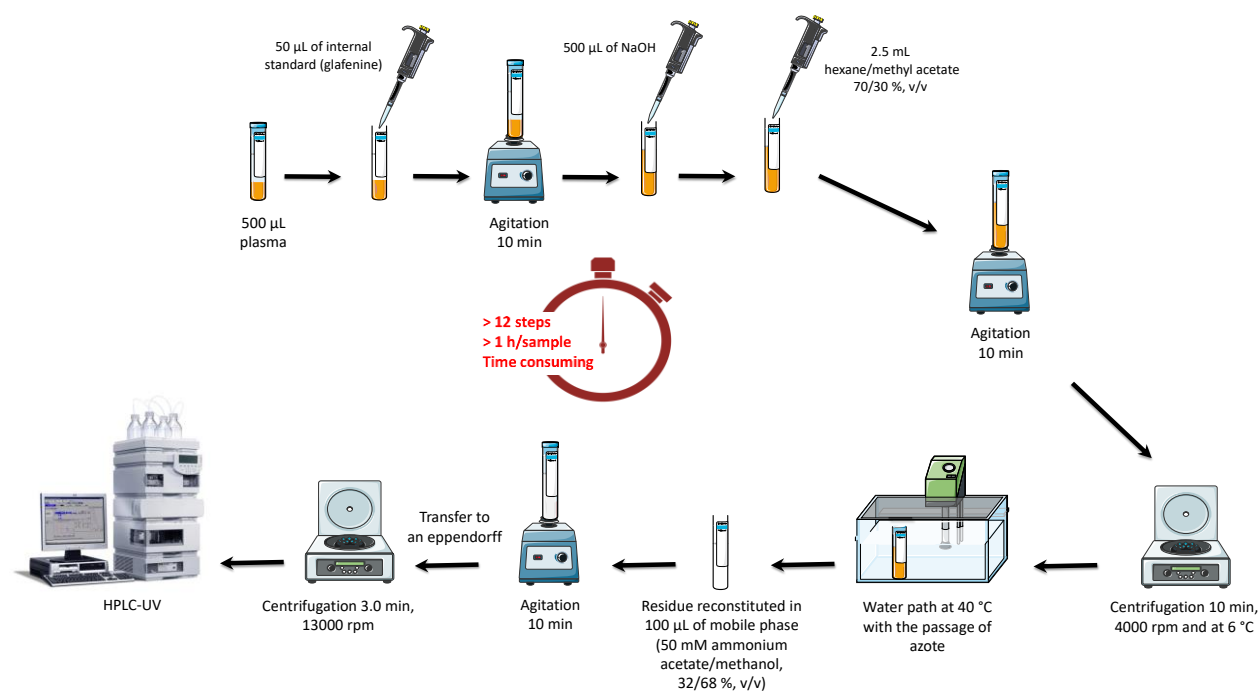 50 µL of internal
standard (glafenine)
500 µL of NaOH
2.5 mL
hexane/methyl acetate
70/30 %, v/v
500 µL
plasma
Agitation
10 min
Agitation
10 min
> 12 steps
> 1 h/sample
Time consuming
Transfer to
an eppendorff
HPLC-UV
Centrifugation 3.0 min,
13000 rpm
Agitation
10 min
Residue reconstituted in
100 µL of mobile phase
(50 mM ammonium
acetate/methanol,
32/68 %, v/v)
Water path at 40 °C
with the passage of
azote
Centrifugation 10 min,
4000 rpm and at 6 °C